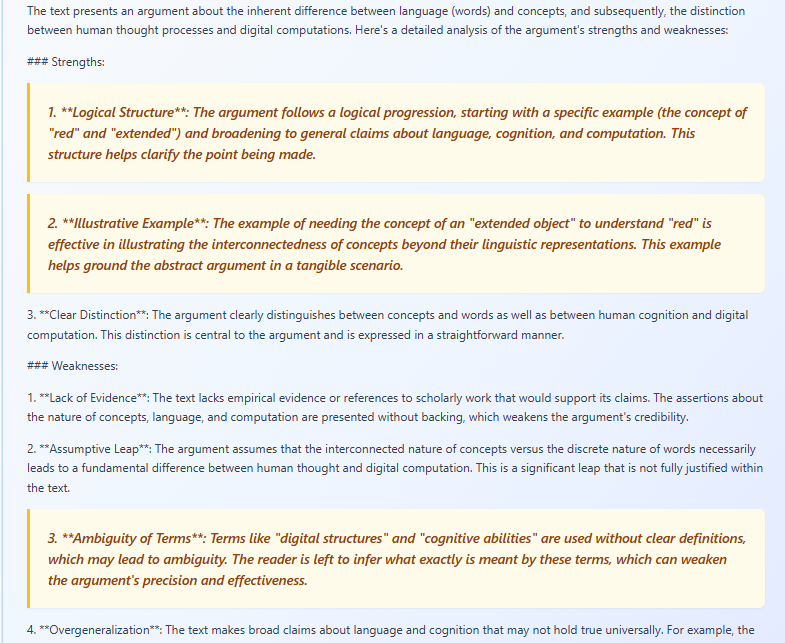 The text presents an argument about the inherent difference between language (words) and concepts, and subsequently, the distinction
between human thought processes and digital computations. Here's a detailed analysis of the argument's strengths and weaknesses:
### Strengths:
1. **Logical Structure**: The argument follows a logical progression, starting with a specific example (the concept of
"red" and "extended") and broadening to general claims about language, cognition, and computation. This
structure helps clarify the point being made.
2. **Illustrative Example**: The example of needing the concept of an "extended object" to understand "red" is
effective in illustrating the interconnectedness of concepts beyond their linguistic representations. This example
helps ground the abstract argument in a tangible scenario.
3. **Clear Distinction**: The argument clearly distinguishes between concepts and words as well as between human cognition and digital
computation. This distinction is central to the argument and is expressed in a straightforward manner.
### Weaknesses:
1. **Lack of Evidence**: The text lacks empirical evidence or references to scholarly work that would support its claims. The assertions about
the nature of concepts, language, and computation are presented without backing, which weakens the argument's credibility.
2. **Assumptive Leap**: The argument assumes that the interconnected nature of concepts versus the discrete nature of words necessarily
leads to a fundamental difference between human thought and digital computation. This is a significant leap that is not fully justified within
the text.
3. **Ambiguity of Terms**: Terms like "digital structures" and "cognitive abilities" are used without clear definitions,
which may lead to ambiguity. The reader is left to infer what exactly is meant by these terms, which can weaken
the argument's precision and effectiveness.
4. **Overgeneralization**: The text makes broad claims about language and cognition that may not hold true universally. For example, the